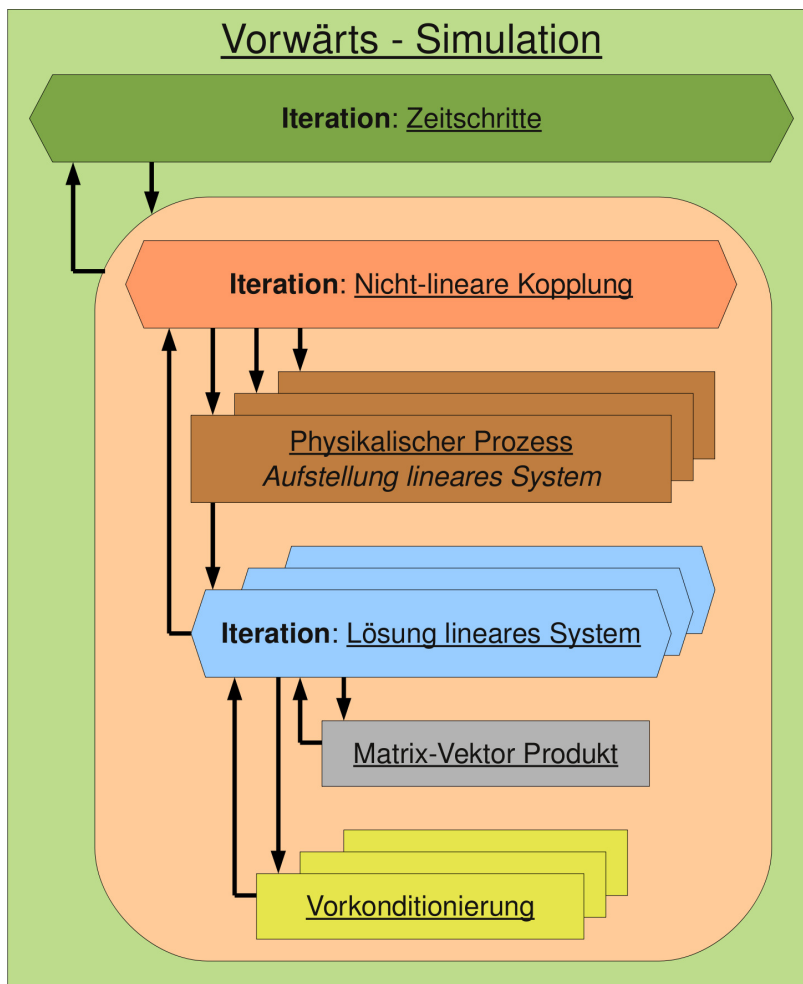 Vorwärts - Simulation
Iteration: Zeitschritte
Iteration: Nicht-lineare Kopplung
Physikalischer Prozess
Aufstellung lineares System
Iteration: Lösung lineares System
Matrix-Vektor Produkt
Vorkonditionierung